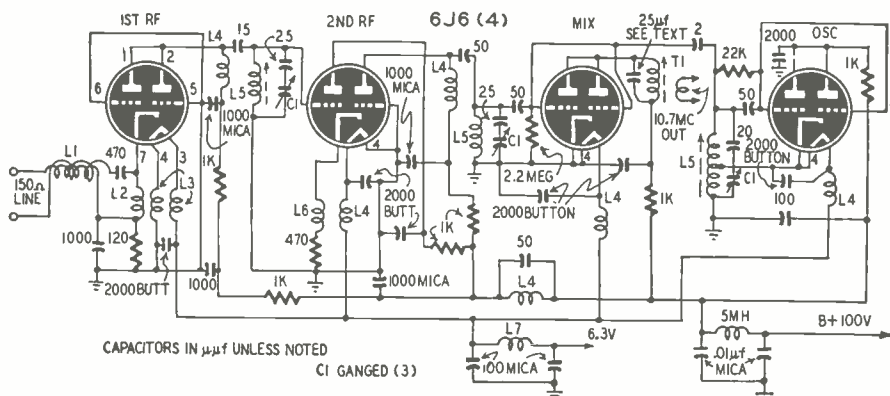 1ST RF
2ND RF
6J6 (4)
MIX
25μf
SEE TEXT
OSC
L4
15
25
50
2
2000
1
2
6
5
L5
C1
1000
MICA
1000
MICA
L4
25
50
T1
22K
1K
L5
C1
10.7MC
OUT
50
7
4
3
1K
4
4
2.2 MEG
4
L5
20
2000
BUTTON
C1
100
L4
L1
470
150Ω
LINE
L2
L3
L6
L4
2000
BUTT
1K
2000BUTTON
L4
1K
1000
120
470
1K
2000BUTT
1000
1K
1000MICA
50
L4
5MH
B+100V
L7
6.3V
.01μf
MICA
100MICA
CAPACITORS IN μμf UNLESS NOTED
C1 GANGED (3)